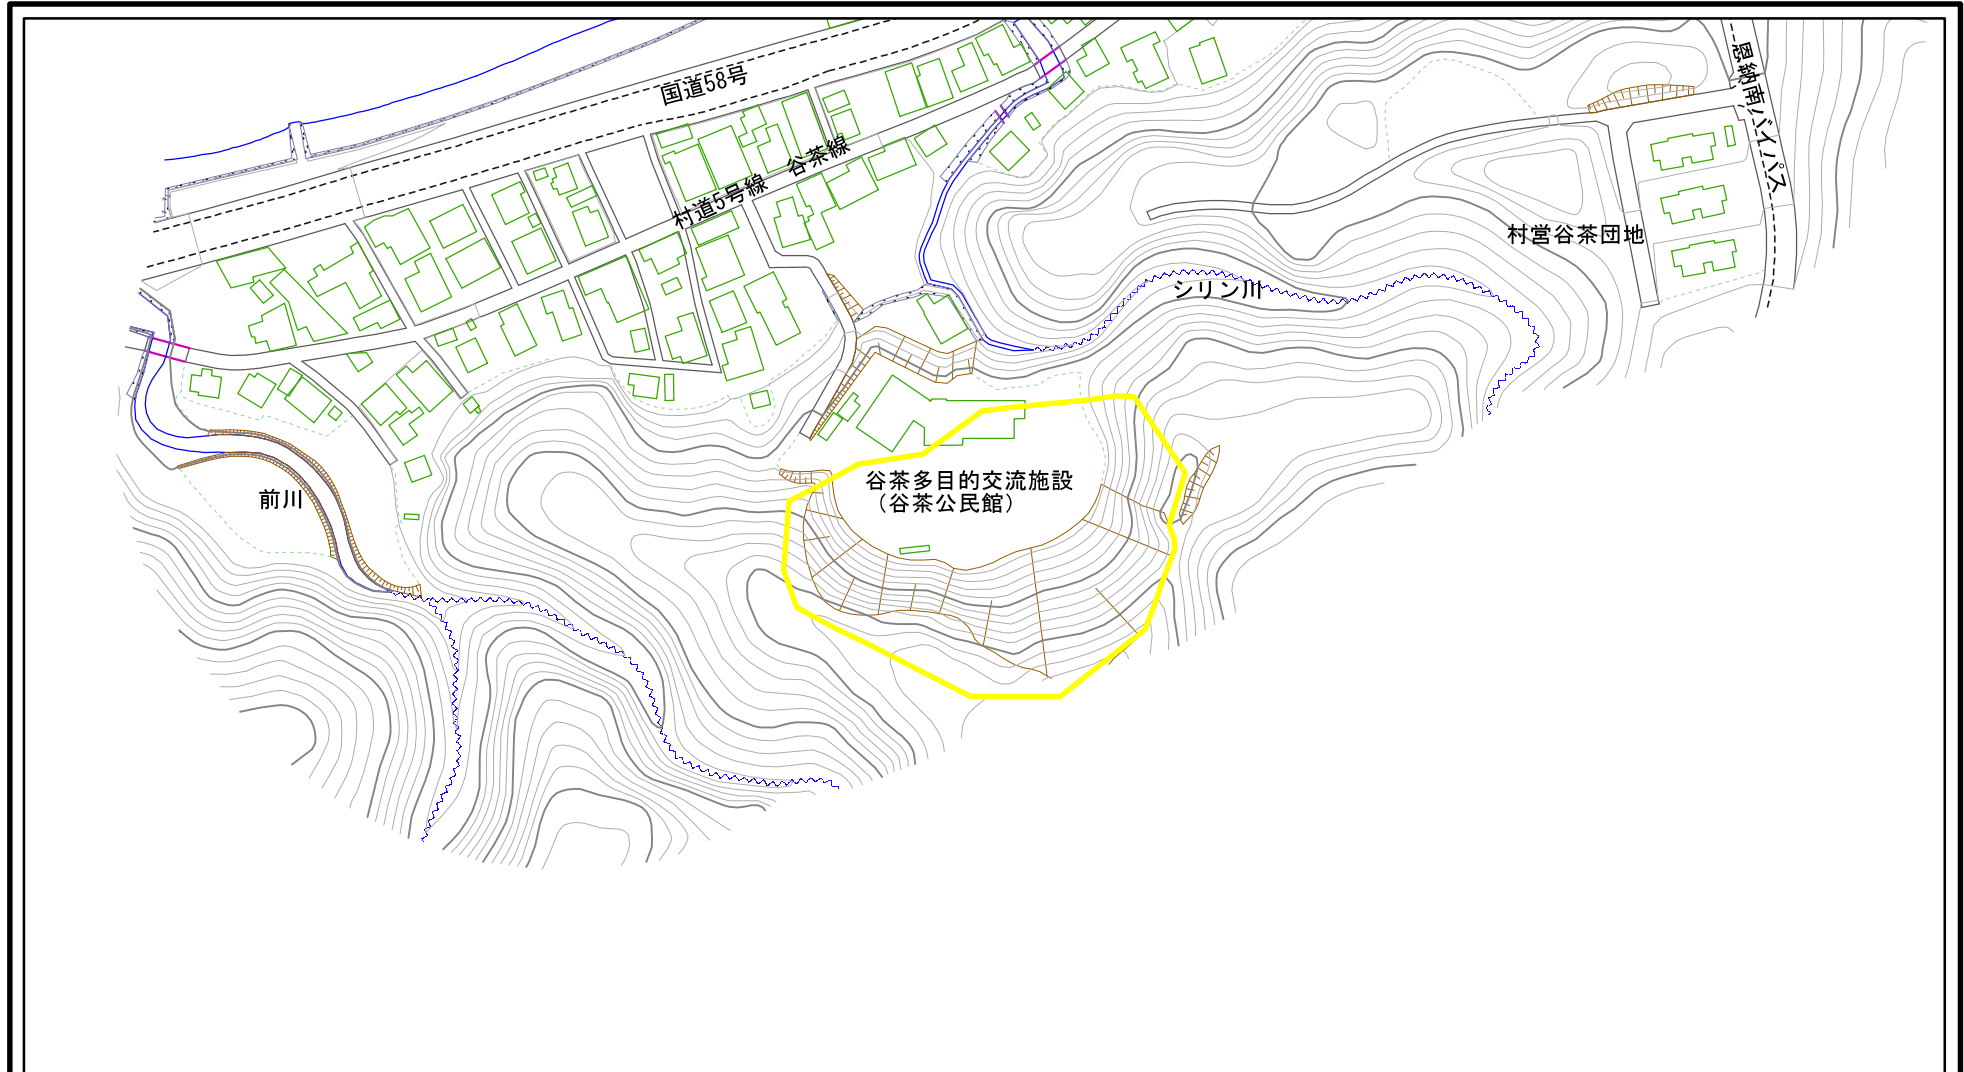 恩納南バイパス
国道58号
谷茶線
村道5号線
村営谷茶団地
シリン川
谷茶多目的交流施設
（谷茶公民館）
前川